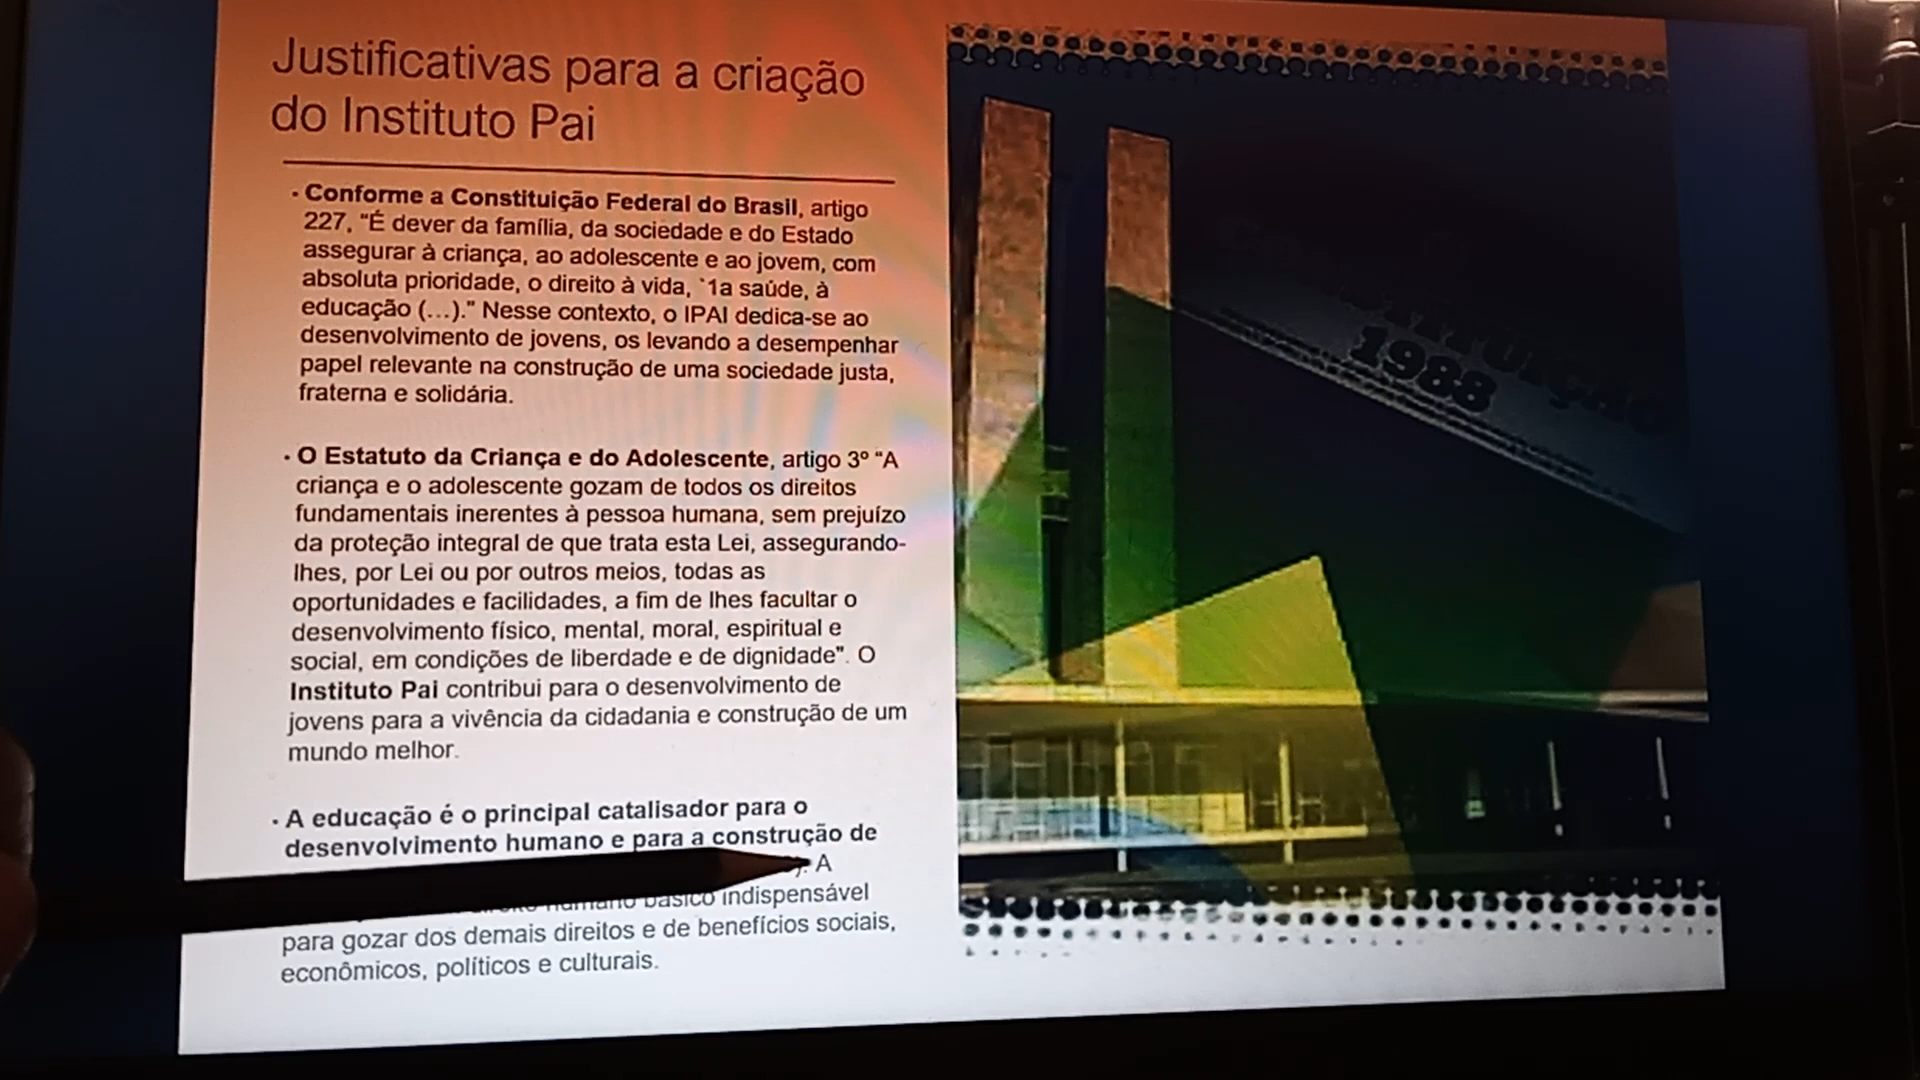 Justificativas para a criação
do Instituto Pai
· Conforme a Constituição Federal do Brasil, artigo
227, “É dever da família, da sociedade e do Estado
assegurar à criança, ao adolescente e ao jovem, com
absoluta prioridade, o direito à vida, `1a saúde, à
educação (...).” Nesse contexto, o IPAI dedica-se ao
desenvolvimento de jovens, os levando a desempenhar
papel relevante na construção de uma sociedade justa,
fraterna e solidária.
· O Estatuto da Criança e do Adolescente, artigo 3º “A
criança e o adolescente gozam de todos os direitos
fundamentais inerentes à pessoa humana, sem prejuízo
da proteção integral de que trata esta Lei, assegurando-
lhes, por Lei ou por outros meios, todas as
oportunidades e facilidades, a fim de lhes facultar o
desenvolvimento físico, mental, moral, espiritual e
social, em condições de liberdade e de dignidade”. O
Instituto Pai contribui para o desenvolvimento de
jovens para a vivência da cidadania e construção de um
mundo melhor.
· A educação é o principal catalisador para o
desenvolvimento humano e para a construção de
). A
humano básico indispensável
para gozar dos demais direitos e de benefícios sociais,
econômicos, políticos e culturais.
1988